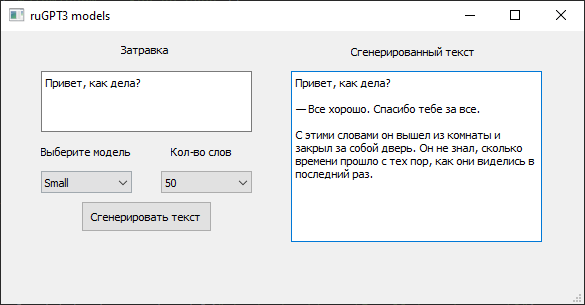 ruGPT3 models
Затравка
Привет, как дела?
Выберите модель
Кол-во слов
Small
50
Сгенерировать текст
Сгенерированный текст
Привет, как дела?
— Все хорошо. Спасибо тебе за все.
С этими словами он вышел из комнаты и
закрыл за собой дверь. Он не знал, сколько
времени прошло с тех пор, как они виделись в
последний раз.